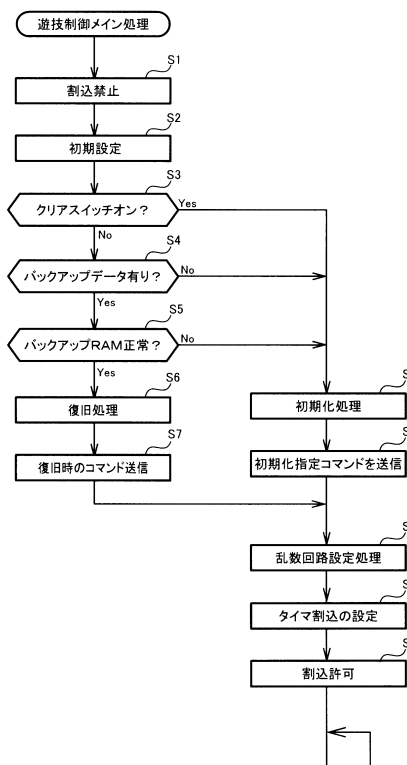 遊技制御メイン処理
S1
割込禁止
S2
初期設定
S3
クリアスイッチオン？
Yes
No
S4
バックアップデータ有り？
No
Yes
S5
バックアップRAM正常？
No
Yes
S6
復旧処理
S7
復旧時のコマンド送信
S
初期化処理
S
初期化指定コマンドを送信
S
乱数回路設定処理
S
タイマ割込の設定
S
割込許可